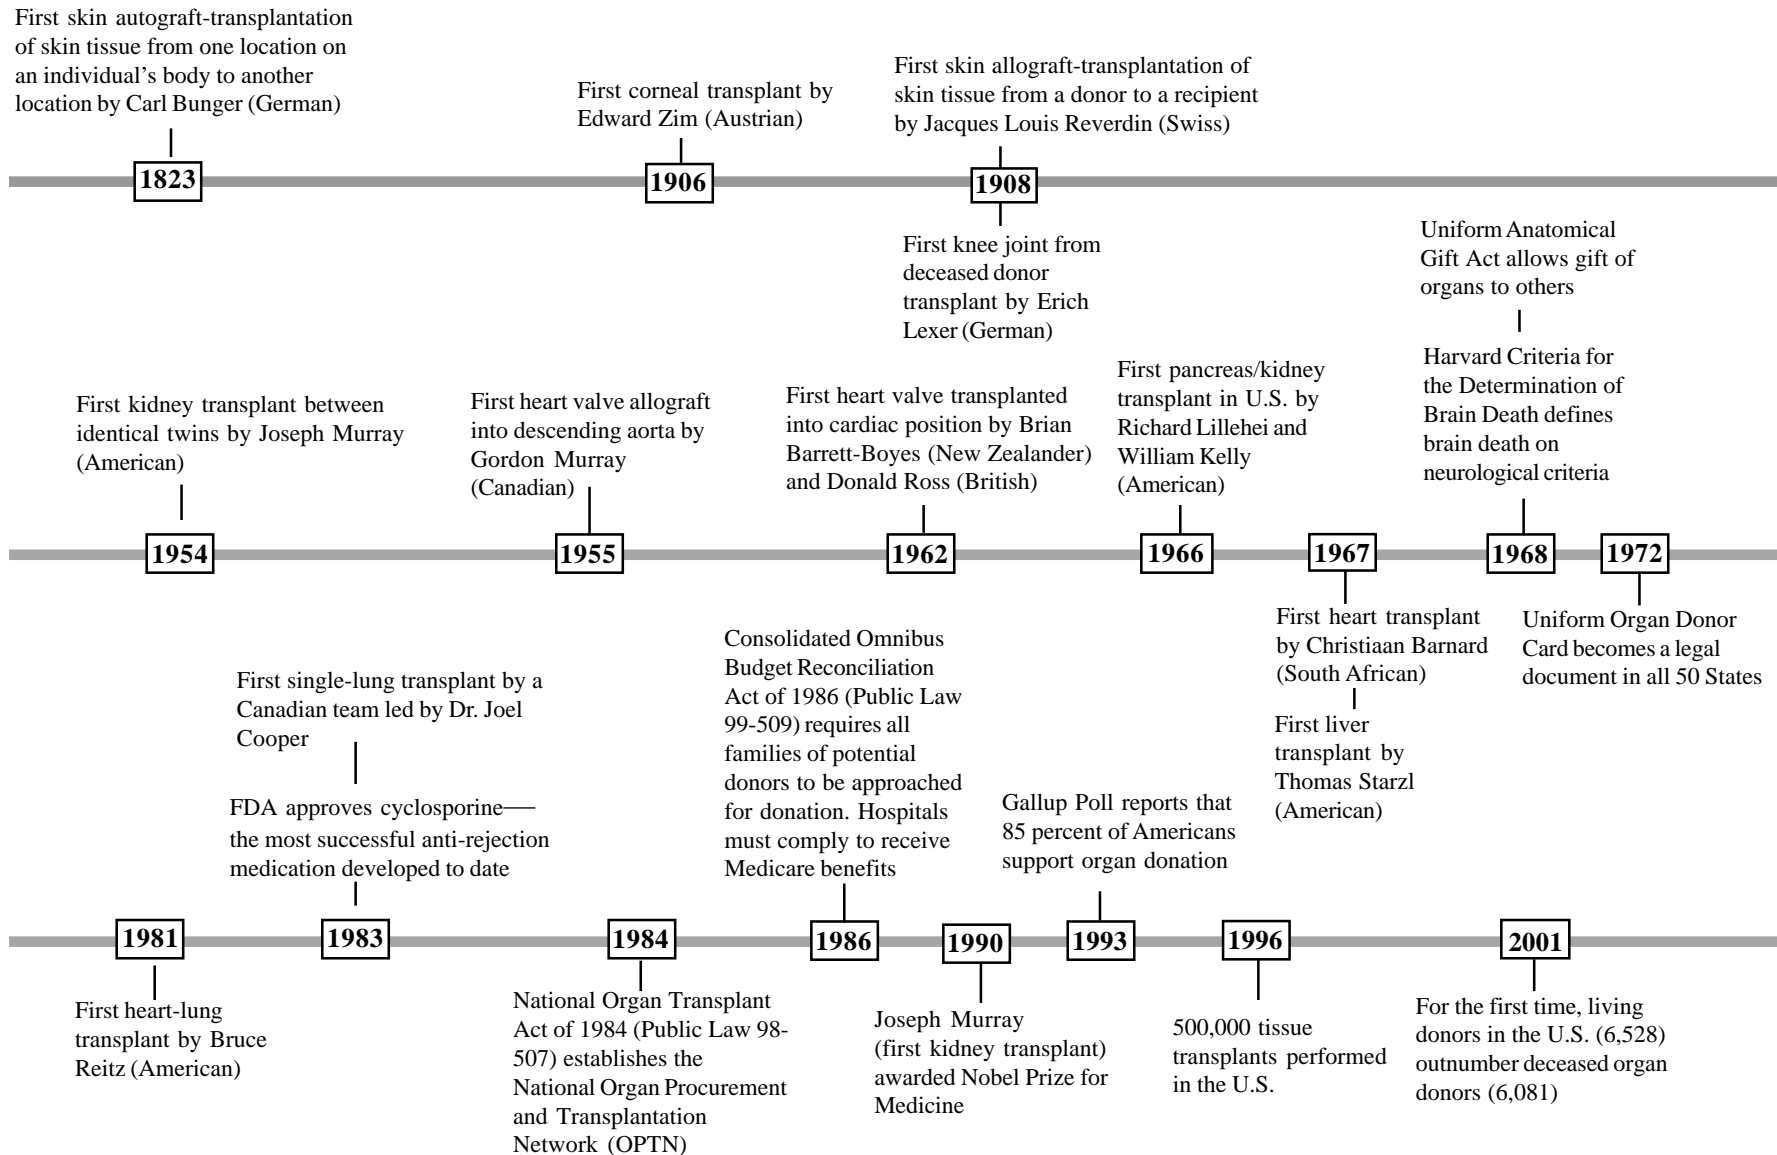 First skin autograft-transplantation
of skin tissue from one location on
an individual's body to another
location by Carl Bunger (German)
1823
First corneal transplant by
Edward Zim (Austrian)
1906
First skin allograft-transplantation of
skin tissue from a donor to a recipient
by Jacques Louis Reverdin (Swiss)
1908
First knee joint from
deceased donor
transplant by Erich
Lexer (German)
First kidney transplant between
identical twins by Joseph Murray
(American)
1954
First heart valve allograft
into descending aorta by
Gordon Murray
(Canadian)
1955
First heart valve transplanted
into cardiac position by Brian
Barrett-Boyes (New Zealander)
and Donald Ross (British)
1962
First pancreas/kidney
transplant in U.S. by
Richard Lillehei and
William Kelly
(American)
1966
1967
First heart transplant
by Christiaan Barnard
(South African)
First liver
transplant by
Thomas Starzl
(American)
Uniform Anatomical
Gift Act allows gift of
organs to others
Harvard Criteria for
the Determination of
Brain Death defines
brain death on
neurological criteria
1968
1972
Uniform Organ Donor
Card becomes a legal
document in all 50 States
1981
First heart-lung
transplant by Bruce
Reitz (American)
First single-lung transplant by a
Canadian team led by Dr. Joel
Cooper
FDA approves cyclosporine—
the most successful anti-rejection
medication developed to date
1983
1984
National Organ Transplant
Act of 1984 (Public Law 98-
507) establishes the
National Organ Procurement
and Transplantation
Network (OPTN)
Consolidated Omnibus
Budget Reconciliation
Act of 1986 (Public Law
99-509) requires all
families of potential
donors to be approached
for donation. Hospitals
must comply to receive
Medicare benefits
1986
1990
Joseph Murray
(first kidney transplant)
awarded Nobel Prize for
Medicine
Gallup Poll reports that
85 percent of Americans
support organ donation
1993
1996
500,000 tissue
transplants performed
in the U.S.
2001
For the first time, living
donors in the U.S. (6,528)
outnumber deceased organ
donors (6,081)